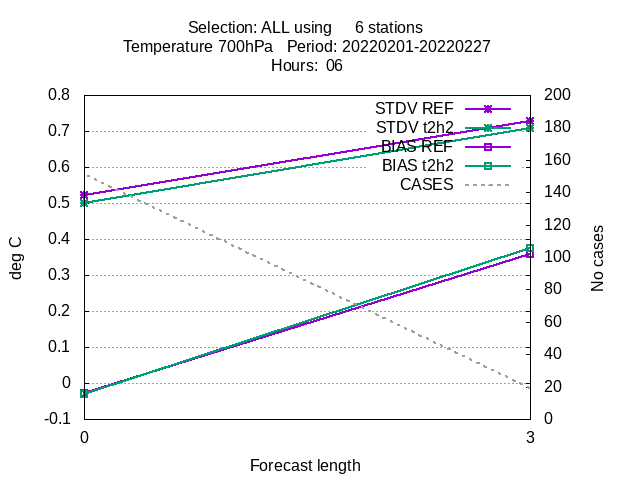 Selection: ALL using     6 stations
Temperature 700hPa   Period: 20220201-20220227
Hours:  06
0.8
0.7
0.6
0.5
0.4
0.3
0.2
0.1
0
-0.1
deg C
STDV REF
STDV t2h2
BIAS REF
BIAS t2h2
CASES
200
180
160
140
120
100
80
60
40
20
0
No cases
0
3
Forecast length